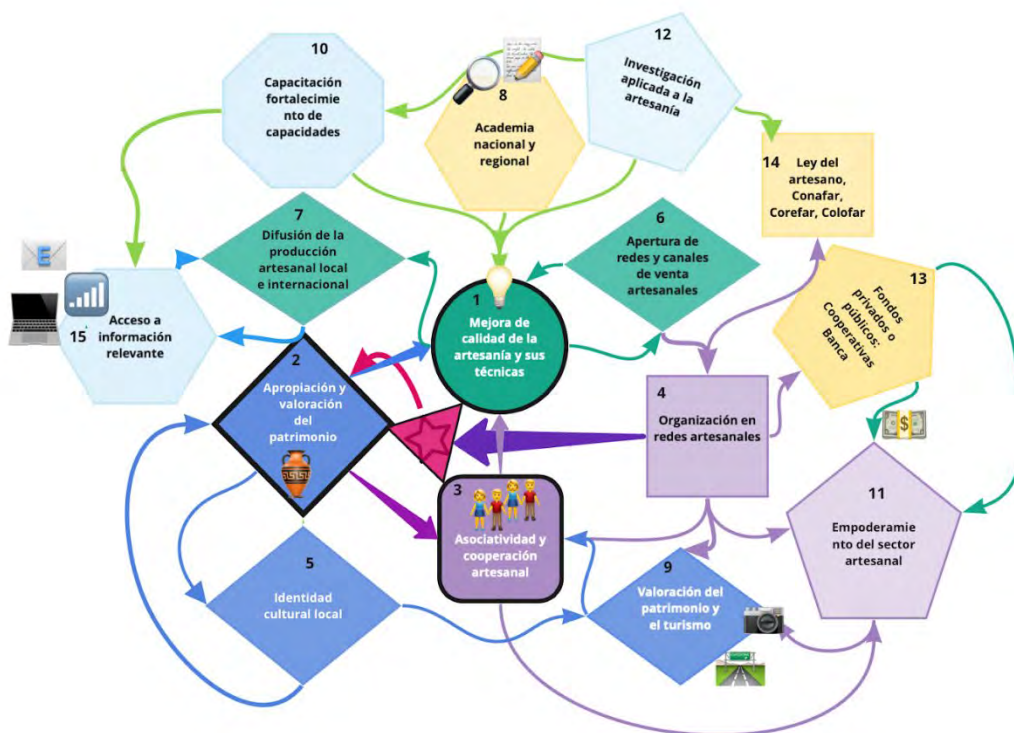 10
Capacitación
fortalecimie
nto de
capacidades
8
Academia
nacional y
regional
12
Investigación
aplicada a la
artesanía
14
Ley del
artesano,
Conafar,
Corefar, Colofar
7
Difusión de la
producción
artesanal local
e internacional
6
Apertura de
redes y canales
de venta
artesanales
13
Fondos
privados o
públicos:
Cooperativas
Banca
E
15
Acceso a
información
relevante
1
Mejora de
calidad de la
artesanía y sus
técnicas
2
Apropiación y
valoración
del
patrimonio
4
Organización en
redes artesanales
$
3
Asociatividad y
cooperación
artesanal
11
Empoderamie
nto del sector
artesanal
5
Identidad
cultural local
9
Valoración del
patrimonio y
el turismo